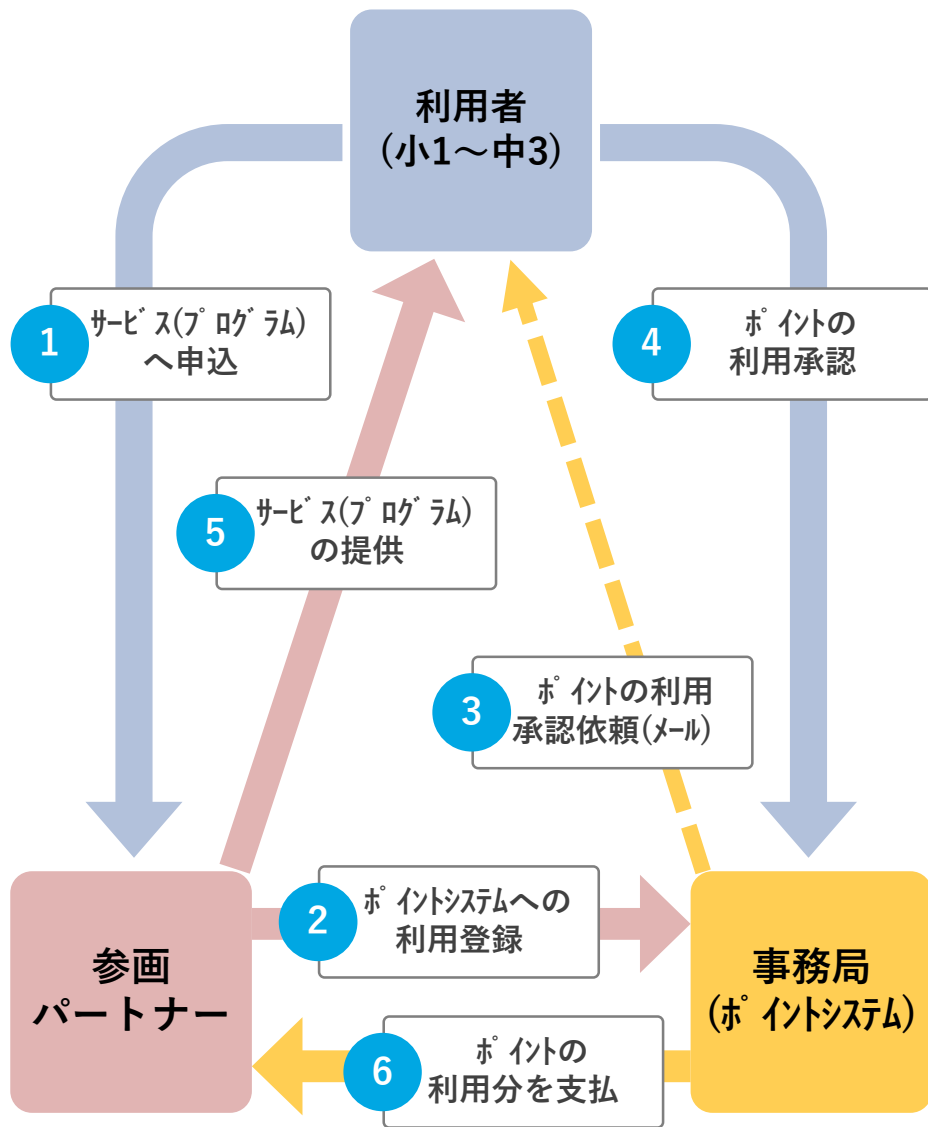 利用者
(小1～中3)
1
ｻｰﾋﾞｽ(ﾌﾟﾛｸﾞﾗﾑ)
へ申込
4
ﾎﾟｲﾝﾄの
利用承認
5
ｻｰﾋﾞｽ(ﾌﾟﾛｸﾞﾗﾑ)
の提供
3
ﾎﾟｲﾝﾄの利用
承認依頼(ﾒｰﾙ)
2
ﾎﾟｲﾝﾄｼｽﾃﾑへの
利用登録
参画
パートナー
事務局
(ﾎﾟｲﾝﾄｼｽﾃﾑ)
6
ﾎﾟｲﾝﾄの
利用分を支払